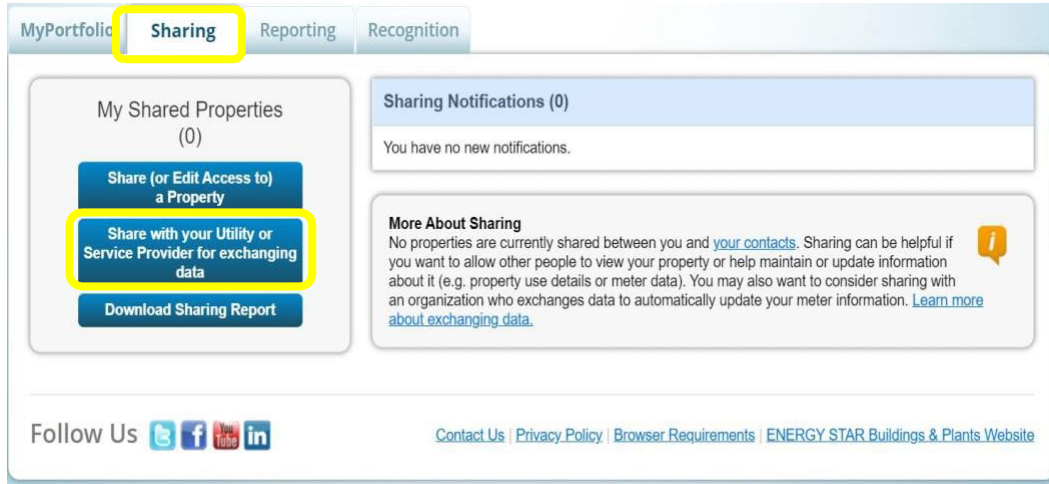 MyPortfolio Sharing Reporting Recognition
My Shared Properties
(0)
Share (or Edit Access to)
a Property
Share with your Utility or
Service Provider for exchanging
data
Download Sharing Report
Sharing Notifications (0)
You have no new notifications.
More About Sharing
No properties are currently shared between you and your contacts. Sharing can be helpful if
you want to allow other people to view your property or help maintain or update information
about it (e.g. property use details or meter data). You may also want to consider sharing with
an organization who exchanges data to automatically update your meter information. Learn more
about exchanging data.
Follow Us
You
Tube
in
Contact Us | Privacy Policy | Browser Requirements | ENERGY STAR Buildings & Plants Website